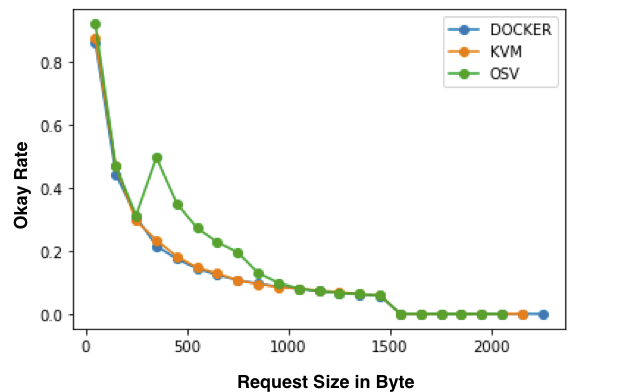 DOCKER
KVM
OSV
0.8
0.6
0.4
0.2
0.0
Okay Rate
0 500 1000 1500 2000
Request Size in Byte